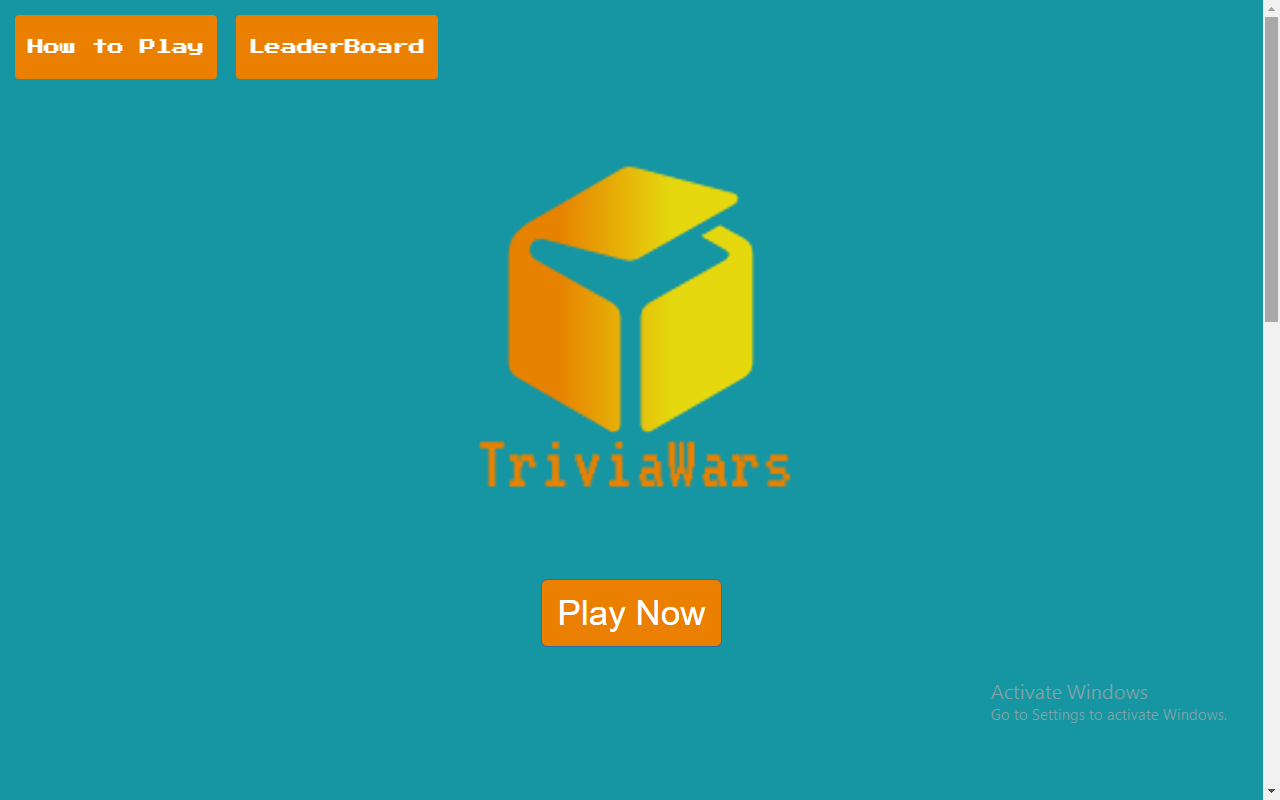 How to Play
LeaderBoard
TriviaWars
Play Now
Activate Windows
Go to Settings to activate Windows.